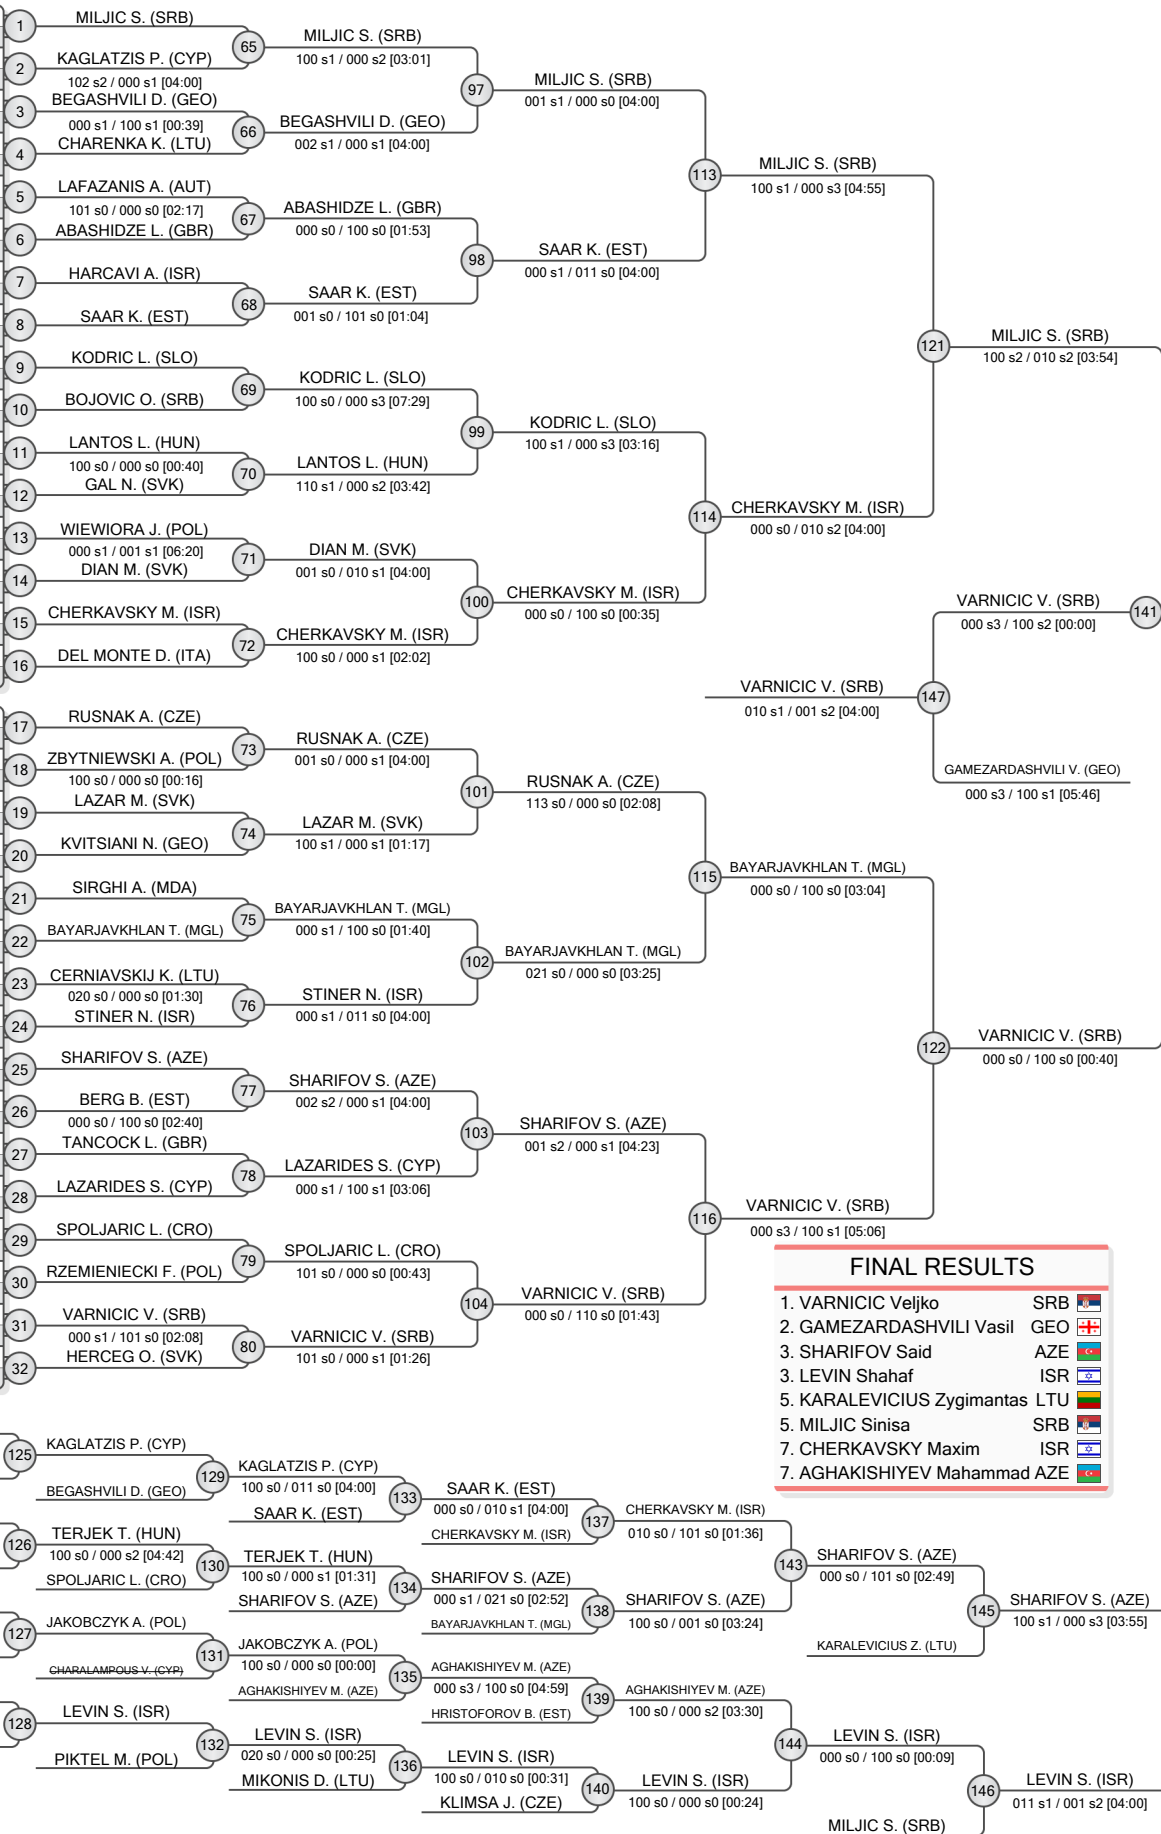 1 MILJIC S. (SRB)
65 MILJIC S. (SRB)
100 s1 / 000 s2 [03:01]
2 KAGLATZIS P. (CYP)
102 s2 / 000 s1 [04:00]
97 MILJIC S. (SRB)
001 s1 / 000 s0 [04:00]
3 BEGASHVILI D. (GEO)
000 s1 / 100 s1 [00:39]
66 BEGASHVILI D. (GEO)
002 s1 / 000 s1 [04:00]
4 CHARENKA K. (LTU)
113 MILJIC S. (SRB)
100 s1 / 000 s3 [04:55]
5 LAFAZANIS A. (AUT)
101 s0 / 000 s0 [02:17]
67 ABASHIDZE L. (GBR)
000 s0 / 100 s0 [01:53]
6 ABASHIDZE L. (GBR)
98 SAAR K. (EST)
000 s1 / 011 s0 [04:00]
7 HARCAVI A. (ISR)
68 SAAR K. (EST)
001 s0 / 101 s0 [01:04]
8 SAAR K. (EST)
121 MILJIC S. (SRB)
100 s2 / 010 s2 [03:54]
9 KODRIC L. (SLO)
69 KODRIC L. (SLO)
100 s0 / 000 s3 [07:29]
10 BOJOVIC O. (SRB)
99 KODRIC L. (SLO)
100 s1 / 000 s3 [03:16]
11 LANTOS L. (HUN)
100 s0 / 000 s0 [00:40]
70 LANTOS L. (HUN)
110 s1 / 000 s2 [03:42]
12 GAL N. (SVK)
114 CHERKAVSKY M. (ISR)
000 s0 / 010 s2 [04:00]
13 WIEWIORA J. (POL)
000 s1 / 001 s1 [06:20]
71 DIAN M. (SVK)
001 s0 / 010 s1 [04:00]
14 DIAN M. (SVK)
100 CHERKAVSKY M. (ISR)
000 s0 / 100 s0 [00:35]
15 CHERKAVSKY M. (ISR)
72 CHERKAVSKY M. (ISR)
100 s0 / 000 s1 [02:02]
16 DEL MONTE D. (ITA)
VARNICIC V. (SRB) 141
000 s3 / 100 s2 [00:00]
VARNICIC V. (SRB) 147
010 s1 / 001 s2 [04:00]
GAMEZARDASHVILI V. (GEO)
000 s3 / 100 s1 [05:46]
17 RUSNAK A. (CZE)
73 RUSNAK A. (CZE)
001 s0 / 000 s1 [04:00]
18 ZBYTNIEWSKI A. (POL)
100 s0 / 000 s0 [00:16]
101 RUSNAK A. (CZE)
113 s0 / 000 s0 [02:08]
19 LAZAR M. (SVK)
74 LAZAR M. (SVK)
100 s1 / 000 s1 [01:17]
20 KVITSIANI N. (GEO)
115 BAYARJAVKHLAN T. (MGL)
000 s0 / 100 s0 [03:04]
21 SIRGHI A. (MDA)
75 BAYARJAVKHLAN T. (MGL)
000 s1 / 100 s0 [01:40]
22 BAYARJAVKHLAN T. (MGL)
102 BAYARJAVKHLAN T. (MGL)
021 s0 / 000 s0 [03:25]
23 CERNIAVSKIJ K. (LTU)
020 s0 / 000 s0 [01:30]
76 STINER N. (ISR)
000 s1 / 011 s0 [04:00]
24 STINER N. (ISR)
122 VARNICIC V. (SRB)
000 s0 / 100 s0 [00:40]
25 SHARIFOV S. (AZE)
77 SHARIFOV S. (AZE)
002 s2 / 000 s1 [04:00]
26 BERG B. (EST)
000 s0 / 100 s0 [02:40]
103 SHARIFOV S. (AZE)
001 s2 / 000 s1 [04:23]
27 TANCOCK L. (GBR)
78 LAZARIDES S. (CYP)
000 s1 / 100 s1 [03:06]
28 LAZARIDES S. (CYP)
116 VARNICIC V. (SRB)
000 s3 / 100 s1 [05:06]
29 SPOLJARIC L. (CRO)
79 SPOLJARIC L. (CRO)
101 s0 / 000 s0 [00:43]
30 RZEMIENIECKI F. (POL)
104 VARNICIC V. (SRB)
000 s0 / 110 s0 [01:43]
31 VARNICIC V. (SRB)
000 s1 / 101 s0 [02:08]
80 VARNICIC V. (SRB)
101 s0 / 000 s1 [01:26]
32 HERCEG O. (SVK)
FINAL RESULTS
1. VARNICIC Veljko SRB
2. GAMEZARDASHVILI Vasil GEO
3. SHARIFOV Said AZE
3. LEVIN Shahaf ISR
5. KARALEVICIUS Zygimantas LTU
5. MILJIC Sinisa SRB
7. CHERKAVSKY Maxim ISR
7. AGHAKISHIYEV Mahammad AZE
125 KAGLATZIS P. (CYP)
129 KAGLATZIS P. (CYP)
100 s0 / 011 s0 [04:00]
BEGASHVILI D. (GEO)
133 SAAR K. (EST)
000 s0 / 010 s1 [04:00]
SAAR K. (EST)
137 CHERKAVSKY M. (ISR)
010 s0 / 101 s0 [01:36]
CHERKAVSKY M. (ISR)
126 TERJEK T. (HUN)
100 s0 / 000 s2 [04:42]
130 TERJEK T. (HUN)
100 s0 / 000 s1 [01:31]
SPOLJARIC L. (CRO)
143 SHARIFOV S. (AZE)
000 s0 / 101 s0 [02:49]
134 SHARIFOV S. (AZE)
000 s1 / 021 s0 [02:52]
SHARIFOV S. (AZE)
138 SHARIFOV S. (AZE)
100 s0 / 001 s0 [03:24]
BAYARJAVKHLAN T. (MGL)
145 SHARIFOV S. (AZE)
100 s1 / 000 s3 [03:55]
127 JAKOBCZYK A. (POL)
131 JAKOBCZYK A. (POL)
100 s0 / 000 s0 [00:00]
CHARALAMPOUS V. (CYP)
KARALEVICIUS Z. (LTU)
135 AGHAKISHIYEV M. (AZE)
000 s3 / 100 s0 [04:59]
AGHAKISHIYEV M. (AZE)
139 AGHAKISHIYEV M. (AZE)
100 s0 / 000 s2 [03:30]
HRISTOFOROV B. (EST)
128 LEVIN S. (ISR)
132 LEVIN S. (ISR)
020 s0 / 000 s0 [00:25]
PIKTEL M. (POL)
144 LEVIN S. (ISR)
000 s0 / 100 s0 [00:09]
136 LEVIN S. (ISR)
100 s0 / 010 s0 [00:31]
MIKONIS D. (LTU)
140 LEVIN S. (ISR)
100 s0 / 000 s0 [00:24]
KLIMSA J. (CZE)
146 LEVIN S. (ISR)
011 s1 / 001 s2 [04:00]
MILJIC S. (SRB)